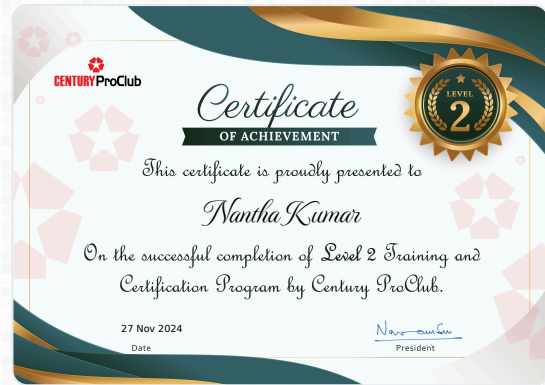 CENTURY ProClub
LEVEL
2
Certificate
OF ACHIEVEMENT
This certificate is proudly presented to
Nantha Kumar
On the successful completion of Level 2 Training and
Certification Program by Century ProClub.
27 Nov 2024
Date
President